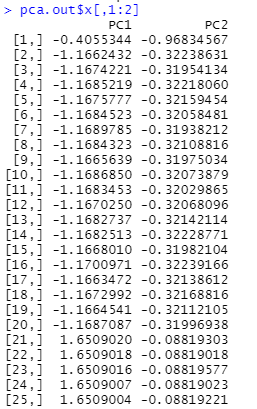 > pca.out$x[,1:2]
PC1 PC2
[1,] -0.4055344 -0.96834567
[2,] -1.1662432 -0.32238631
[3,] -1.1674221 -0.31954134
[4,] -1.1685219 -0.32218060
[5,] -1.1675777 -0.32159454
[6,] -1.1684523 -0.32058481
[7,] -1.1689785 -0.31938212
[8,] -1.1684323 -0.32108816
[9,] -1.1665639 -0.31975034
[10,] -1.1686850 -0.32073879
[11,] -1.1683453 -0.32029865
[12,] -1.1670250 -0.32068096
[13,] -1.1682737 -0.32142114
[14,] -1.1682513 -0.32228771
[15,] -1.1668010 -0.31982104
[16,] -1.1700971 -0.32239166
[17,] -1.1663472 -0.32138612
[18,] -1.1672992 -0.32168816
[19,] -1.1664541 -0.32112105
[20,] -1.1687087 -0.31996938
[21,] 1.6509020 -0.08819303
[22,] 1.6509018 -0.08819018
[23,] 1.6509016 -0.08819577
[24,] 1.6509007 -0.08819023
[25,] 1.6509004 -0.08819221